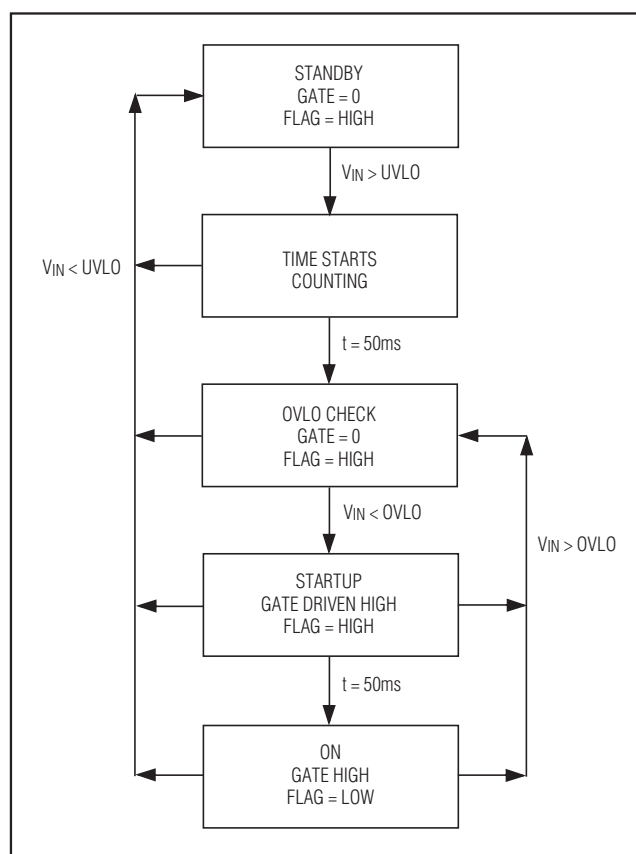 STANDBY
GATE = 0
FLAG = HIGH
VIN > UVLO
TIME STARTS
COUNTING
VIN < UVLO
t = 50ms
OVLO CHECK
GATE = 0
FLAG = HIGH
VIN < OVLO
VIN > OVLO
STARTUP
GATE DRIVEN HIGH
FLAG = HIGH
t = 50ms
ON
GATE HIGH
FLAG = LOW